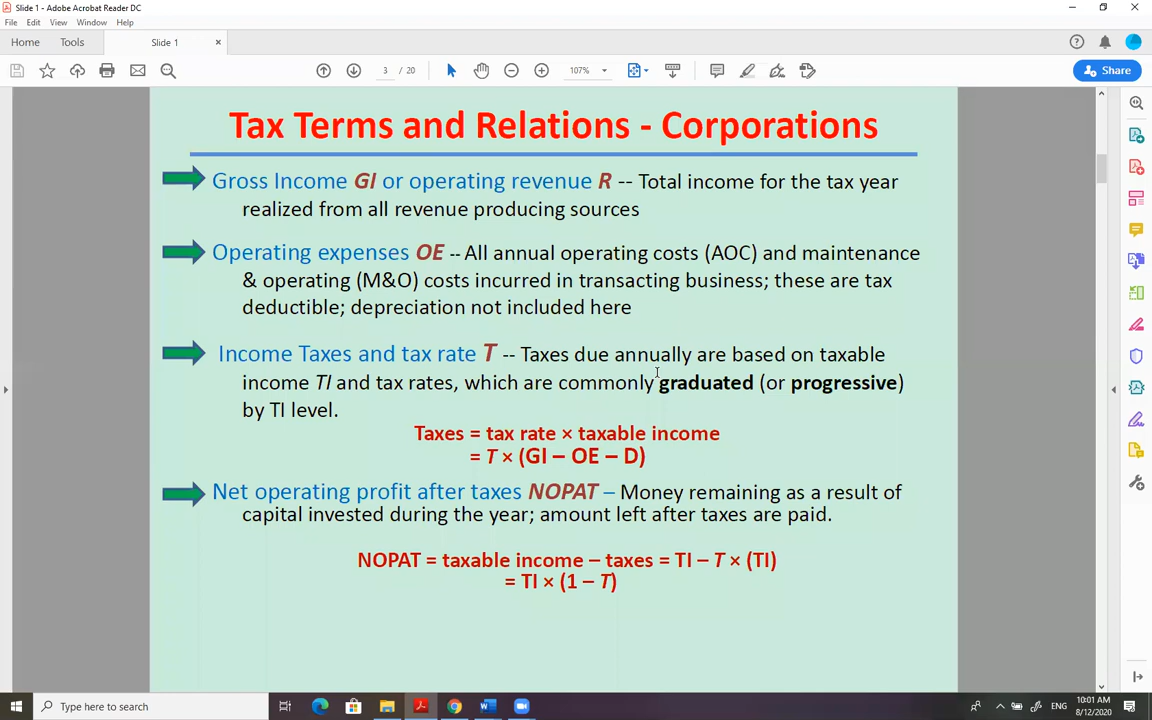 Slide 1 - Adobe Acrobat Reader DC
File Edit View Window Help
Home Tools Slide 1 ×
3 / 20 107% Share
Tax Terms and Relations - Corporations
Gross Income GI or operating revenue R -- Total income for the tax year
realized from all revenue producing sources
Operating expenses OE -- All annual operating costs (AOC) and maintenance
& operating (M&O) costs incurred in transacting business; these are tax
deductible; depreciation not included here
Income Taxes and tax rate T -- Taxes due annually are based on taxable
income TI and tax rates, which are commonly graduated (or progressive)
by TI level.
Taxes = tax rate × taxable income
= T × (GI – OE – D)
Net operating profit after taxes NOPAT – Money remaining as a result of
capital invested during the year; amount left after taxes are paid.
NOPAT = taxable income – taxes = TI – T × (TI)
= TI × (1 – T)
Type here to search
ENG
10:01 AM
8/12/2020